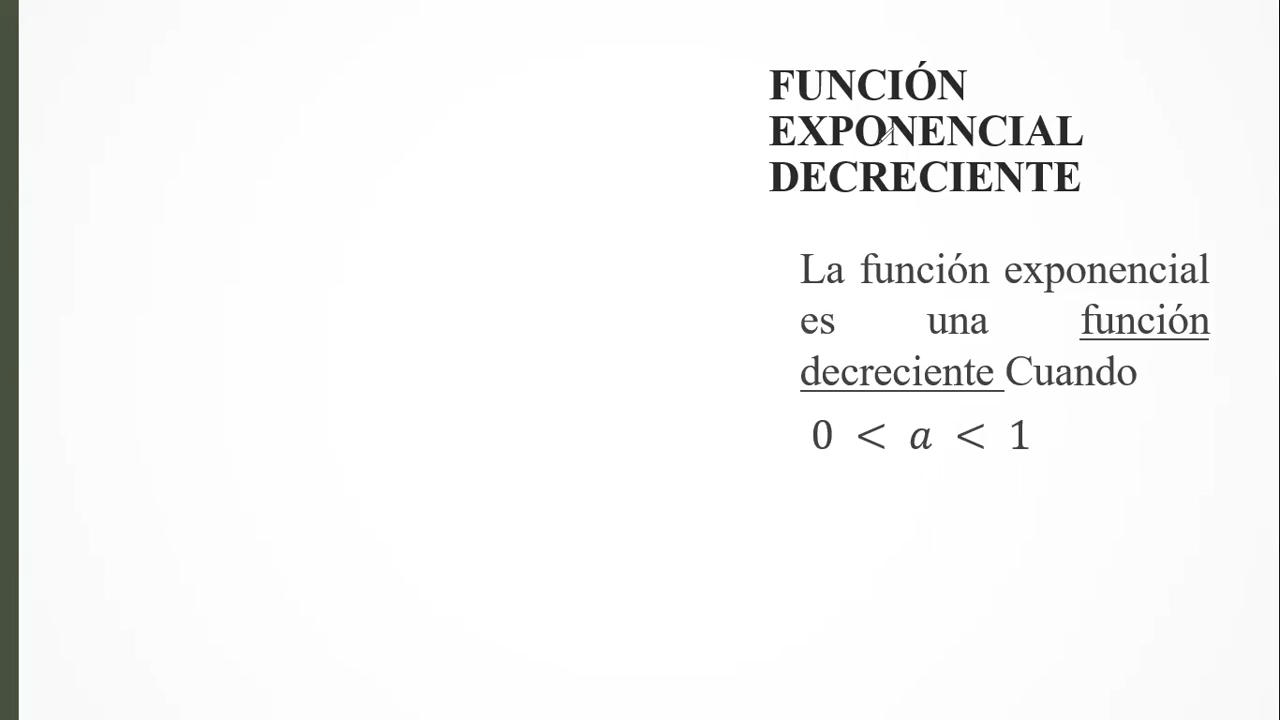 FUNCIÓN
EXPONENCIAL
DECRECIENTE
La función exponencial
es una función
decreciente Cuando
0 < a < 1